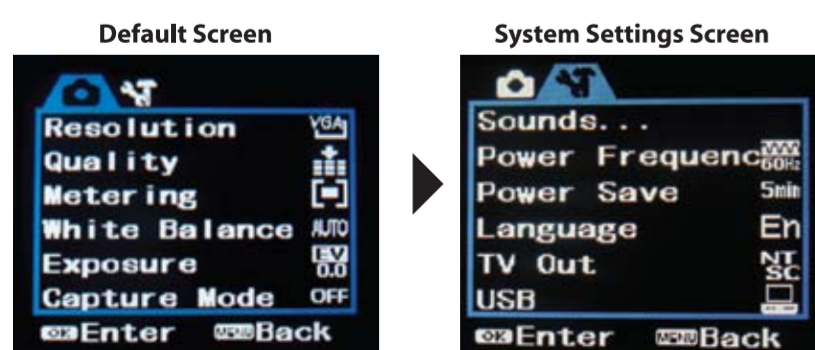 Default Screen
Resolution VGA
Quality
Metering
White Balance AUTO
Exposure EV 0.0
Capture Mode OFF
OK Enter MENU Back
System Settings Screen
Sounds...
Power Frequenc 60Hz
Power Save 5min
Language En
TV Out NTSC
USB
OK Enter MENU Back